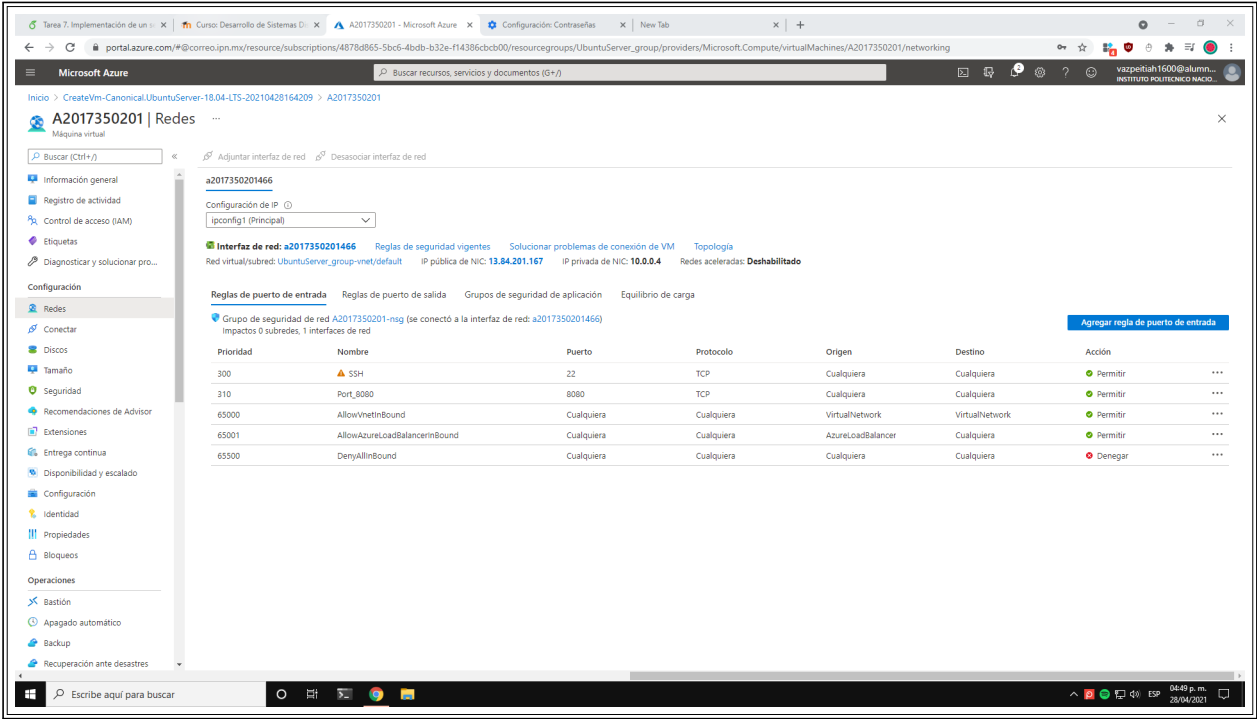 Tarea 7. Implementación de un s
Curso: Desarrollo de Sistemas Di
A2017350201 - Microsoft Azure
Configuración: Contraseñas
New Tab
portal.azure.com/#@correo.ipn.mx/resource/subscriptions/4878d865-5bc6-4bdb-b32e-f14386cbcb00/resourcegroups/UbuntuServer_group/providers/Microsoft.Compute/virtualMachines/A2017350201/networking
Microsoft Azure
Buscar recursos, servicios y documentos (G+/)
2
vazpeitiah1600@alumn...
INSTITUTO POLITECNICO NACIO...
Inicio > CreateVm-Canonical.UbuntuServer-18.04-LTS-20210428164209 > A2017350201
A2017350201 | Redes ...
Máquina virtual
Buscar (Ctrl+/)
«
Adjuntar interfaz de red
Desasociar interfaz de red
Información general
Registro de actividad
Control de acceso (IAM)
Etiquetas
Diagnosticar y solucionar pro...
Configuración
Redes
Conectar
Discos
Tamaño
Seguridad
Recomendaciones de Advisor
Extensiones
Entrega continua
Disponibilidad y escalado
Configuración
Identidad
Propiedades
Bloqueos
Operaciones
Bastión
Apagado automático
Backup
Recuperación ante desastres
a2017350201466
Configuración de IP
ipconfig1 (Principal)
Interfaz de red: a2017350201466 Reglas de seguridad vigentes Solucionar problemas de conexión de VM Topología
Red virtual/subred: UbuntuServer_group-vnet/default IP pública de NIC: 13.84.201.167 IP privada de NIC: 10.0.0.4 Redes aceleradas: Deshabilitado
Reglas de puerto de entrada Reglas de puerto de salida Grupos de seguridad de aplicación Equilibrio de carga
Grupo de seguridad de red A2017350201-nsg (se conectó a la interfaz de red: a2017350201466)
Impactos 0 subredes, 1 interfaces de red
Agregar regla de puerto de entrada
Prioridad Nombre Puerto Protocolo Origen Destino Acción
300 SSH 22 TCP Cualquiera Cualquiera Permitir ...
310 Port_8080 8080 TCP Cualquiera Cualquiera Permitir ...
65000 AllowVnetInBound Cualquiera Cualquiera VirtualNetwork VirtualNetwork Permitir ...
65001 AllowAzureLoadBalancerInBound Cualquiera Cualquiera AzureLoadBalancer Cualquiera Permitir ...
65500 DenyAllInBound Cualquiera Cualquiera Cualquiera Cualquiera Denegar ...
Escribe aquí para buscar
ESP
04:49 p. m.
28/04/2021